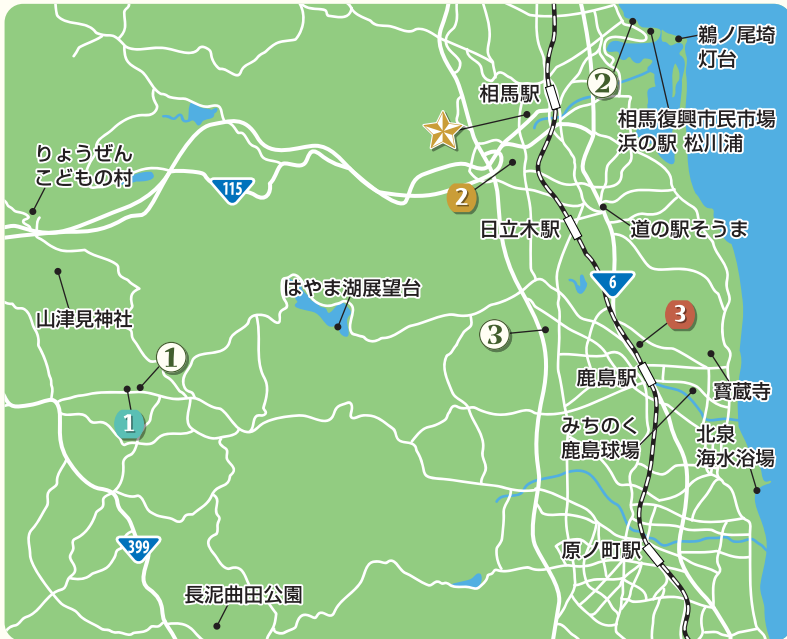 鵜ノ尾埼
灯台
2
相馬駅
相馬復興市民市場
浜の駅 松川浦
りょうぜん
こどもの村
115
2
日立木駅
道の駅そうま
6
はやま湖展望台
山津見神社
3
3
1
鹿島駅
寶蔵寺
1
みちのく
鹿島球場
北泉
海水浴場
399
原ノ町駅
長泥曲田公園